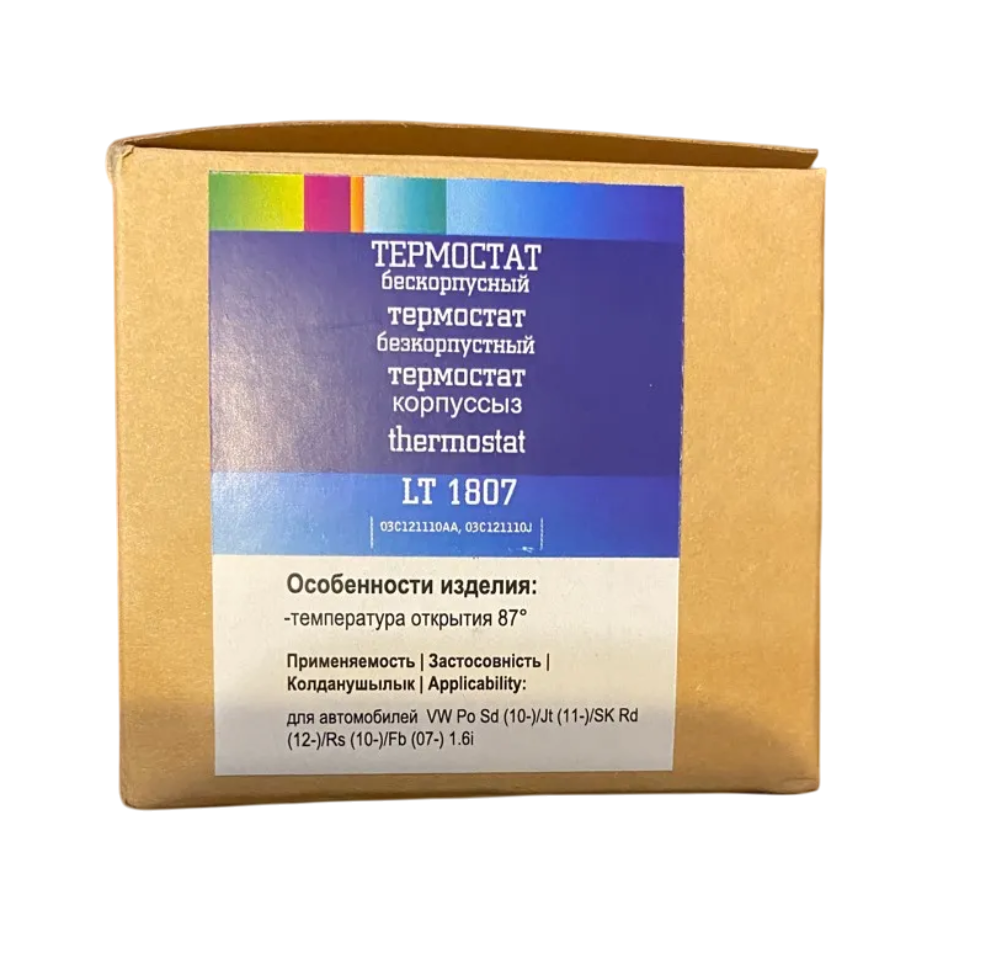 ТЕРМОСТАТ
бескорпусный
термостат
безкорпустный
термостат
корпуссыз
thermostat
LT 1807
03C121110AA, 03C121110J
Особенности изделия:
-температура открытия 87°
Применяемость | Застосовність |
Колданушылык | Applicability:
для автомобилей VW Po Sd (10-)/Jt (11-)/SK Rd
(12-)/Rs (10-)/Fb (07-) 1.6i